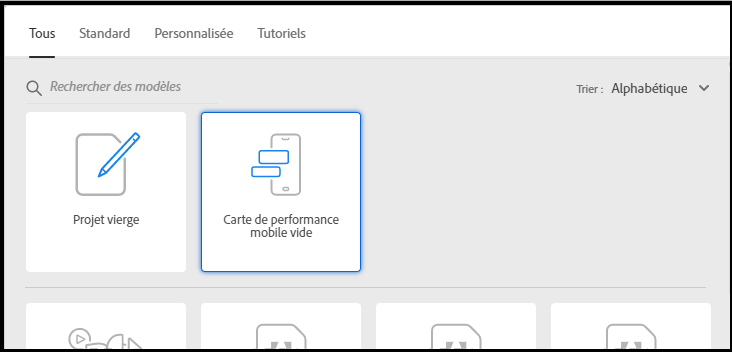 Tous Standard Personnalisée Tutoriels
Rechercher des modèles
Trier : Alphabétique
Projet vierge
Carte de performance
mobile vide